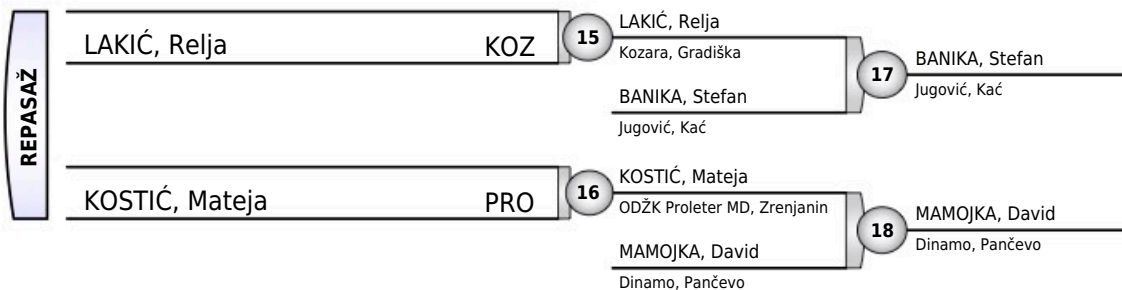 REPASAŽ
LAKIĆ, Relja KOZ
15
LAKIĆ, Relja
Kozara, Gradiška
BANIKA, Stefan
Jugović, Kać
17
BANIKA, Stefan
Jugović, Kać
KOSTIĆ, Mateja PRO
16
KOSTIĆ, Mateja
ODŽK Proleter MD, Zrenjanin
MAMOJKA, David
Dinamo, Pančevo
18
MAMOJKA, David
Dinamo, Pančevo